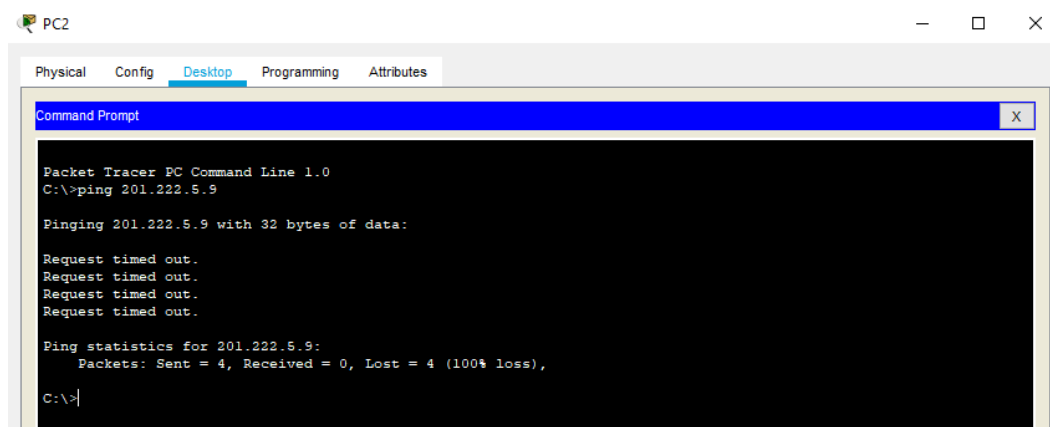 PC2
Physical Config Desktop Programming Attributes
Command Prompt
X
Packet Tracer PC Command Line 1.0
C:\>ping 201.222.5.9
Pinging 201.222.5.9 with 32 bytes of data:
Request timed out.
Request timed out.
Request timed out.
Request timed out.
Ping statistics for 201.222.5.9:
Packets: Sent = 4, Received = 0, Lost = 4 (100% loss),
C:\>